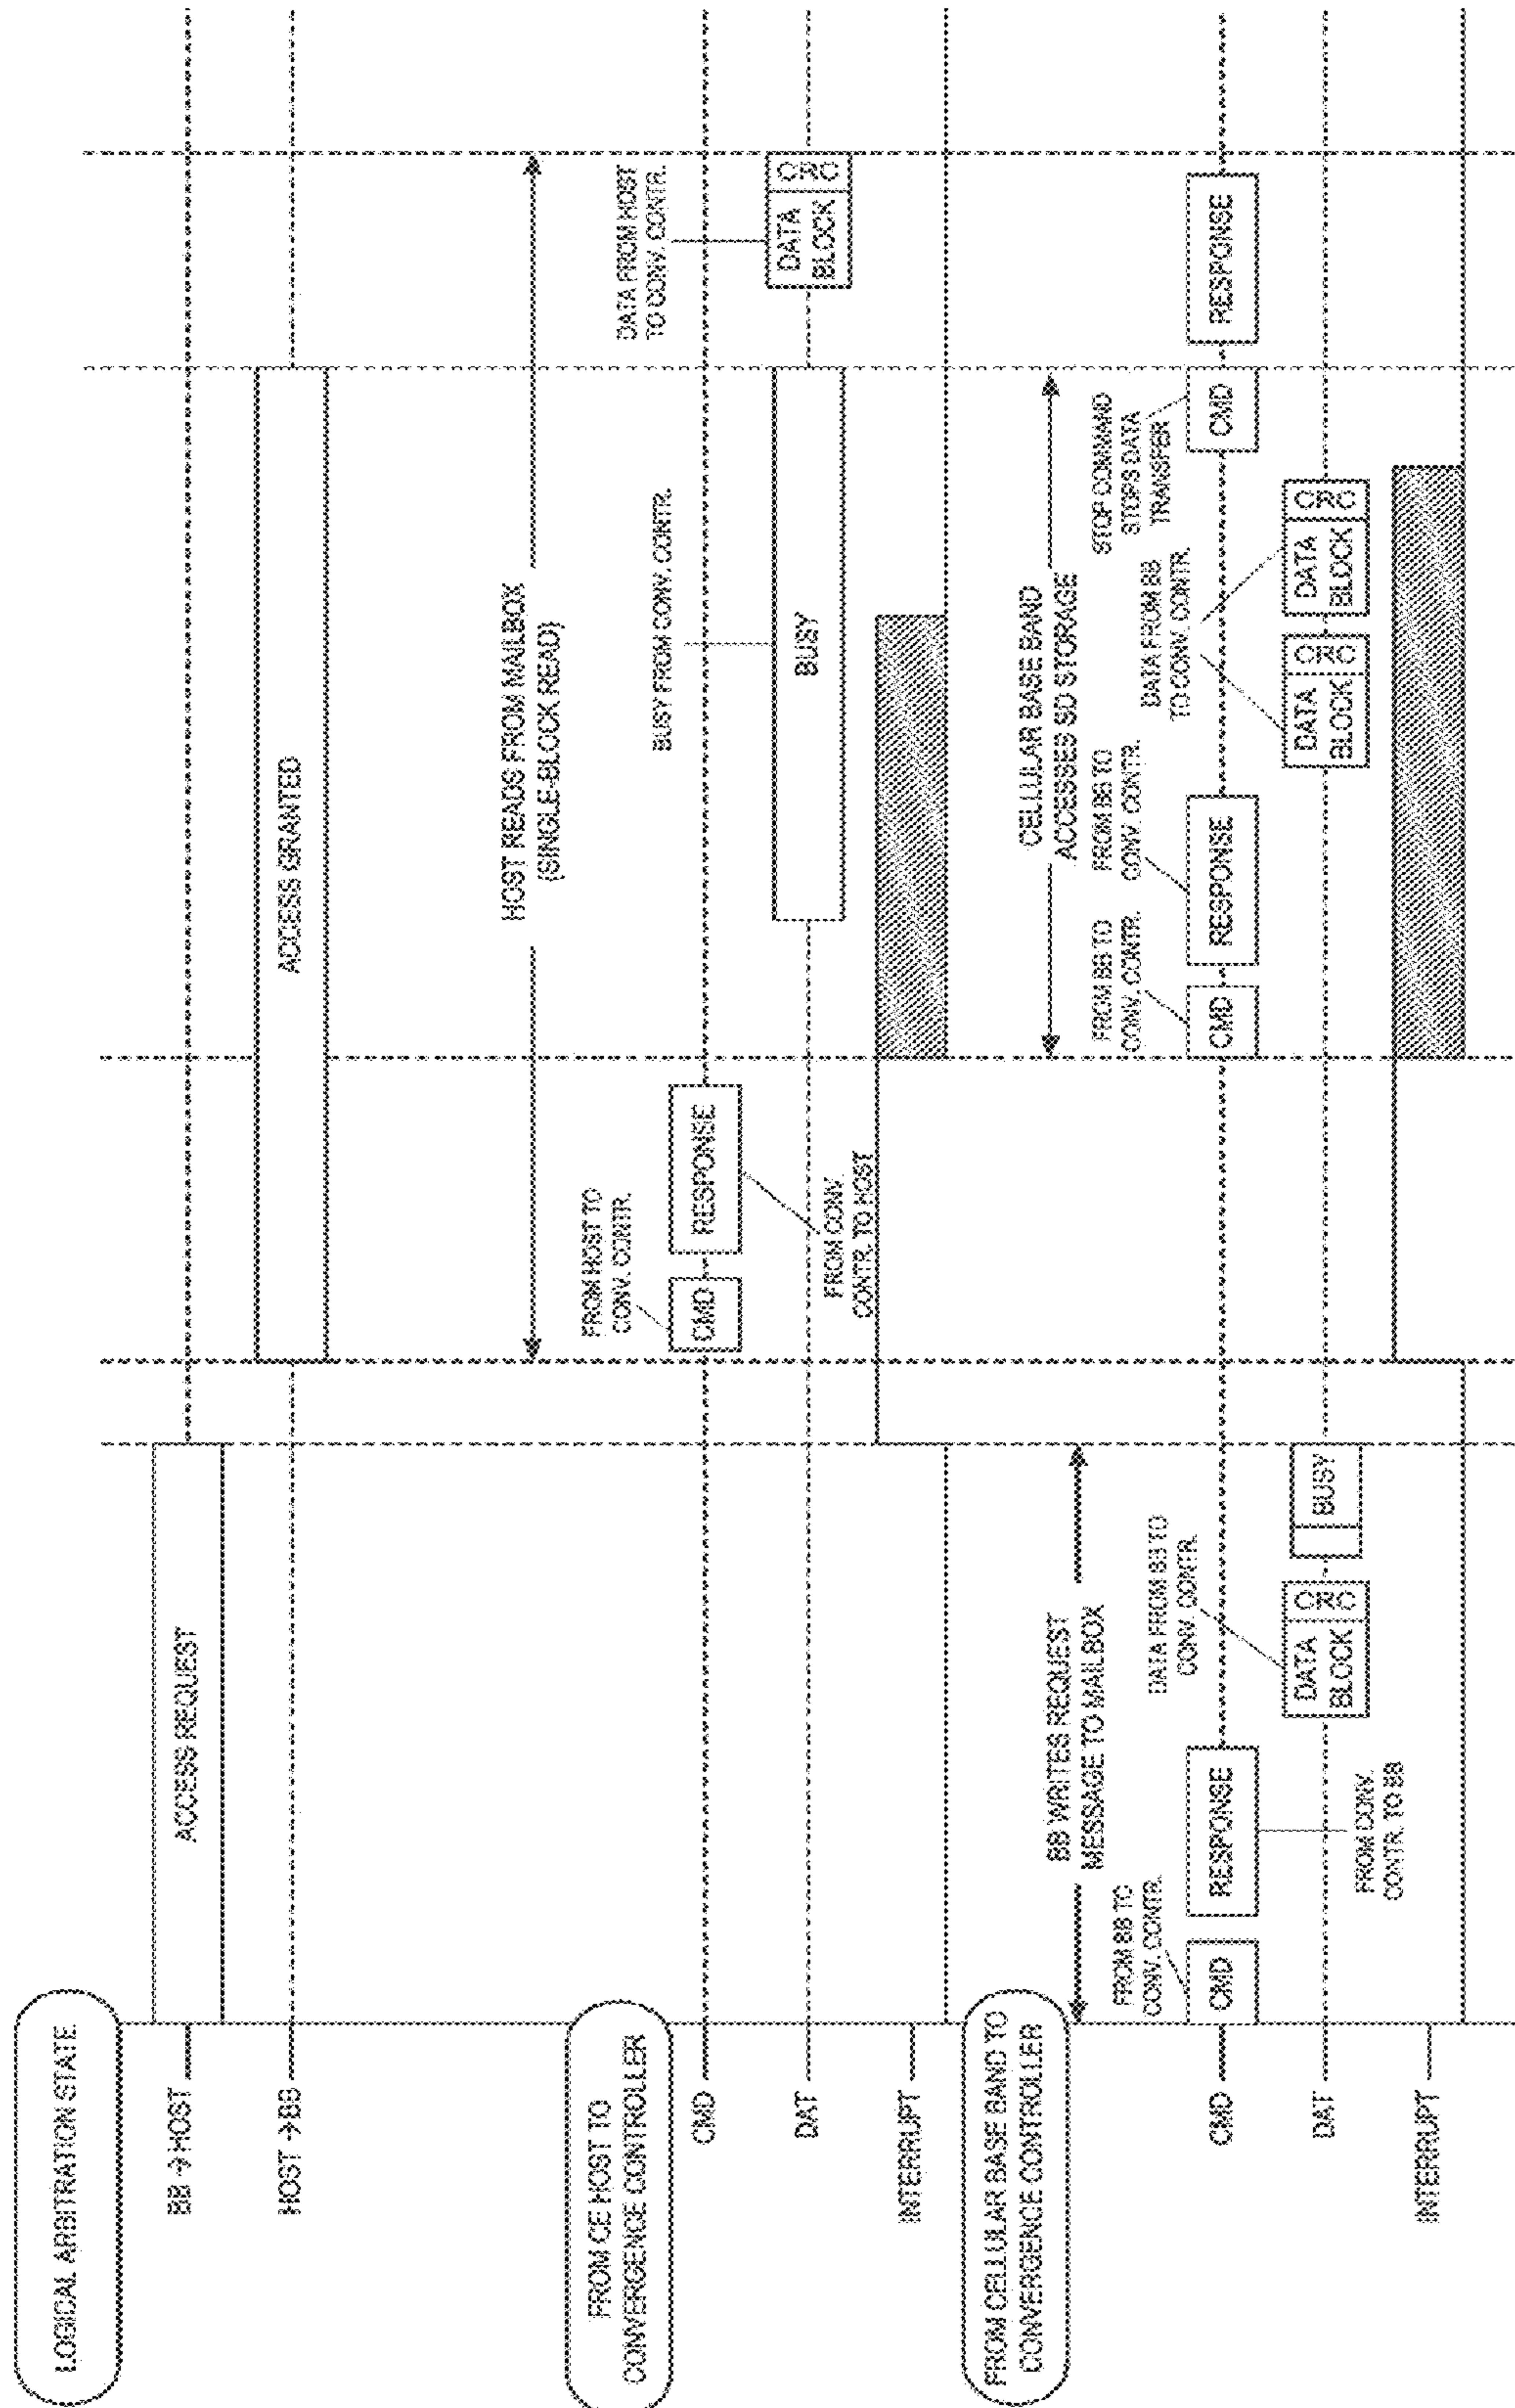 LOGICAL ARBITRATION STATE
BB → HOST
ACCESS REQUEST
HOST → BB
ACCESS GRANTED
HOST READS FROM MAILBOX
(SINGLE-BLOCK READ)
FROM CE HOST TO
CONVERGENCE CONTROLLER
FROM HOST TO
CONV. CONTR.
BUSY FROM CONV. CONTR.
DATA FROM HOST
TO CONV. CONTR.
CMD
CMD
RESPONSE
DAT
FROM CONV.
CONTR. TO HOST
BUSY
DATA
BLOCK
CRC
INTERRUPT
FROM CELLULAR BASE BAND TO
CONVERGENCE CONTROLLER
BB WRITES REQUEST
MESSAGE TO MAILBOX
CELLULAR BASE BAND
ACCESSES SD STORAGE
FROM BB TO
CONV. CONTR.
DATA FROM BB TO
CONV. CONTR.
FROM BB TO
CONV. CONTR.
FROM BB TO
CONV. CONTR.
DATA FROM BB
TO CONV. CONTR.
STOP COMMAND
STOPS DATA
TRANSFER
CMD
CMD
RESPONSE
CMD
RESPONSE
CMD
RESPONSE
DAT
DATA
BLOCK
CRC
BUSY
DATA
BLOCK
CRC
DATA
BLOCK
CRC
FROM CONV.
CONTR. TO BB
INTERRUPT